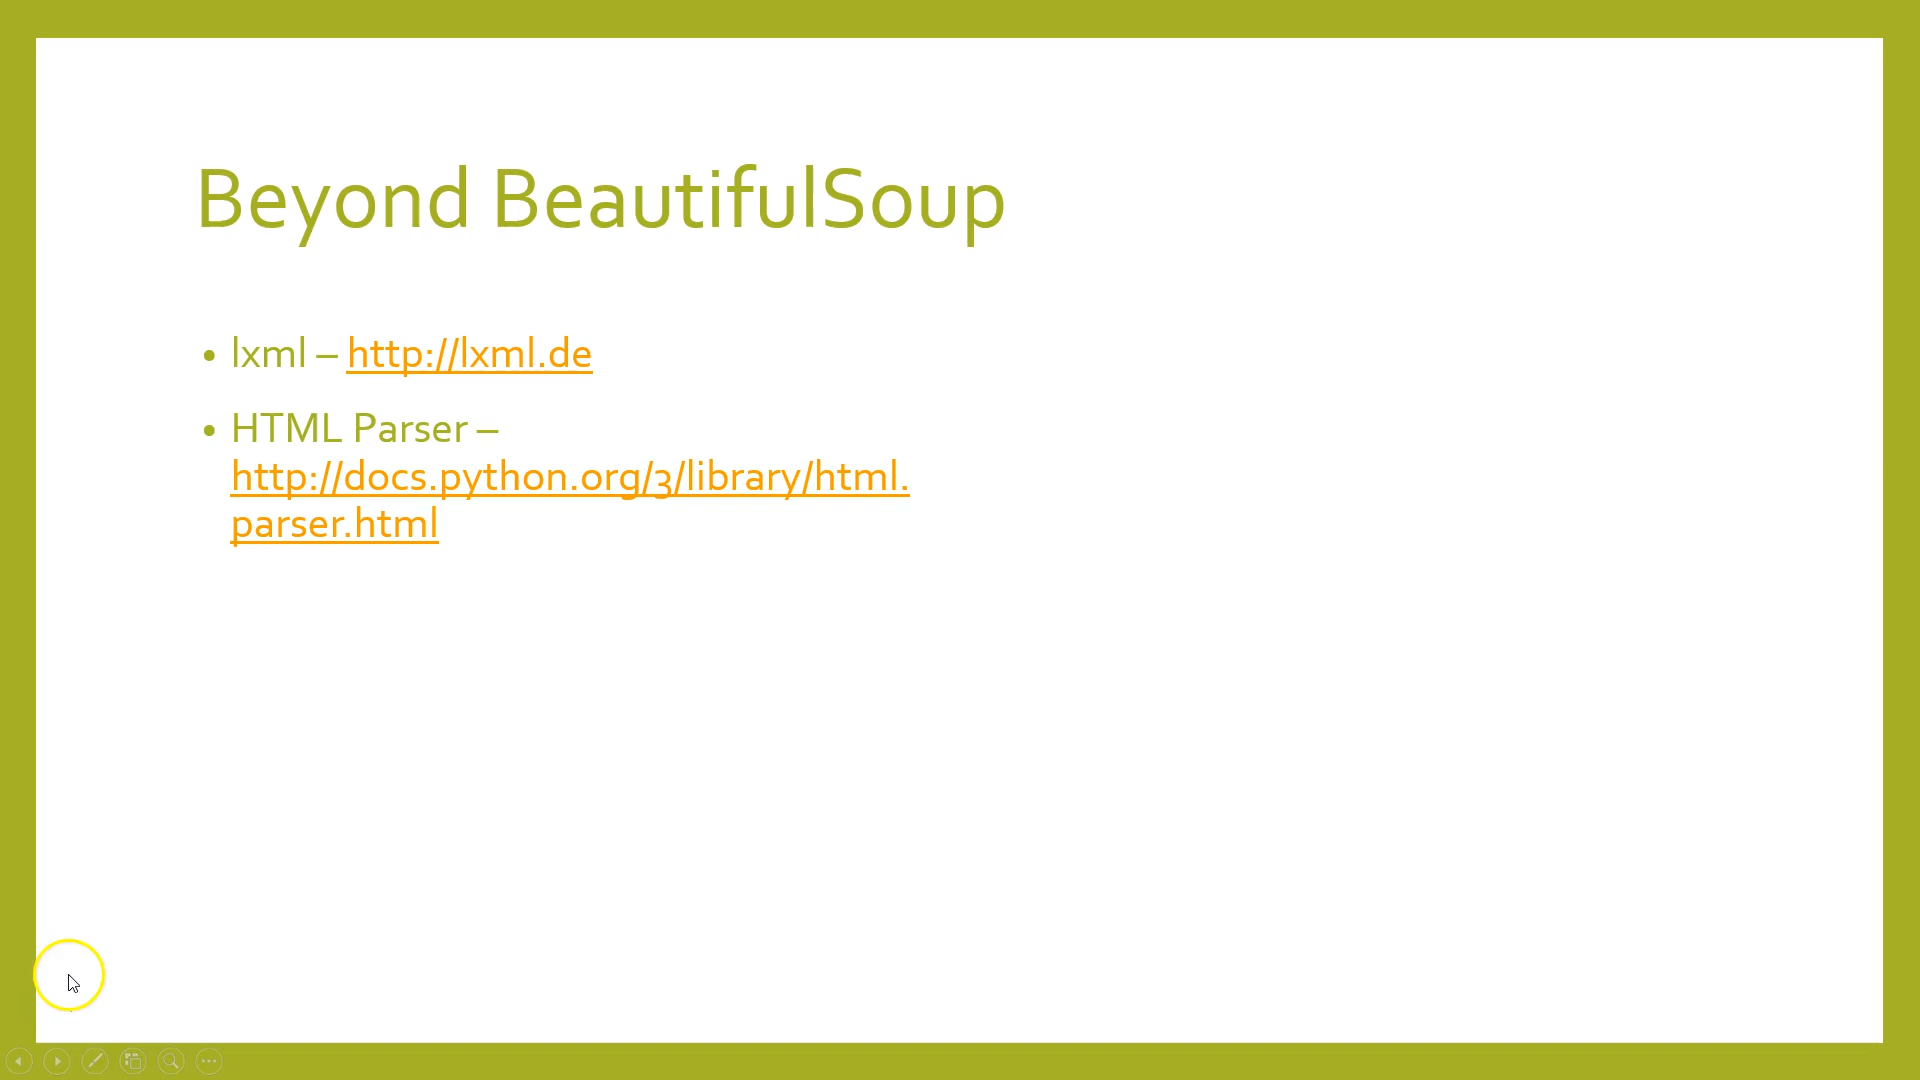 Beyond BeautifulSoup
• lxml – http://lxml.de
• HTML Parser –
http://docs.python.org/3/library/html.
parser.html